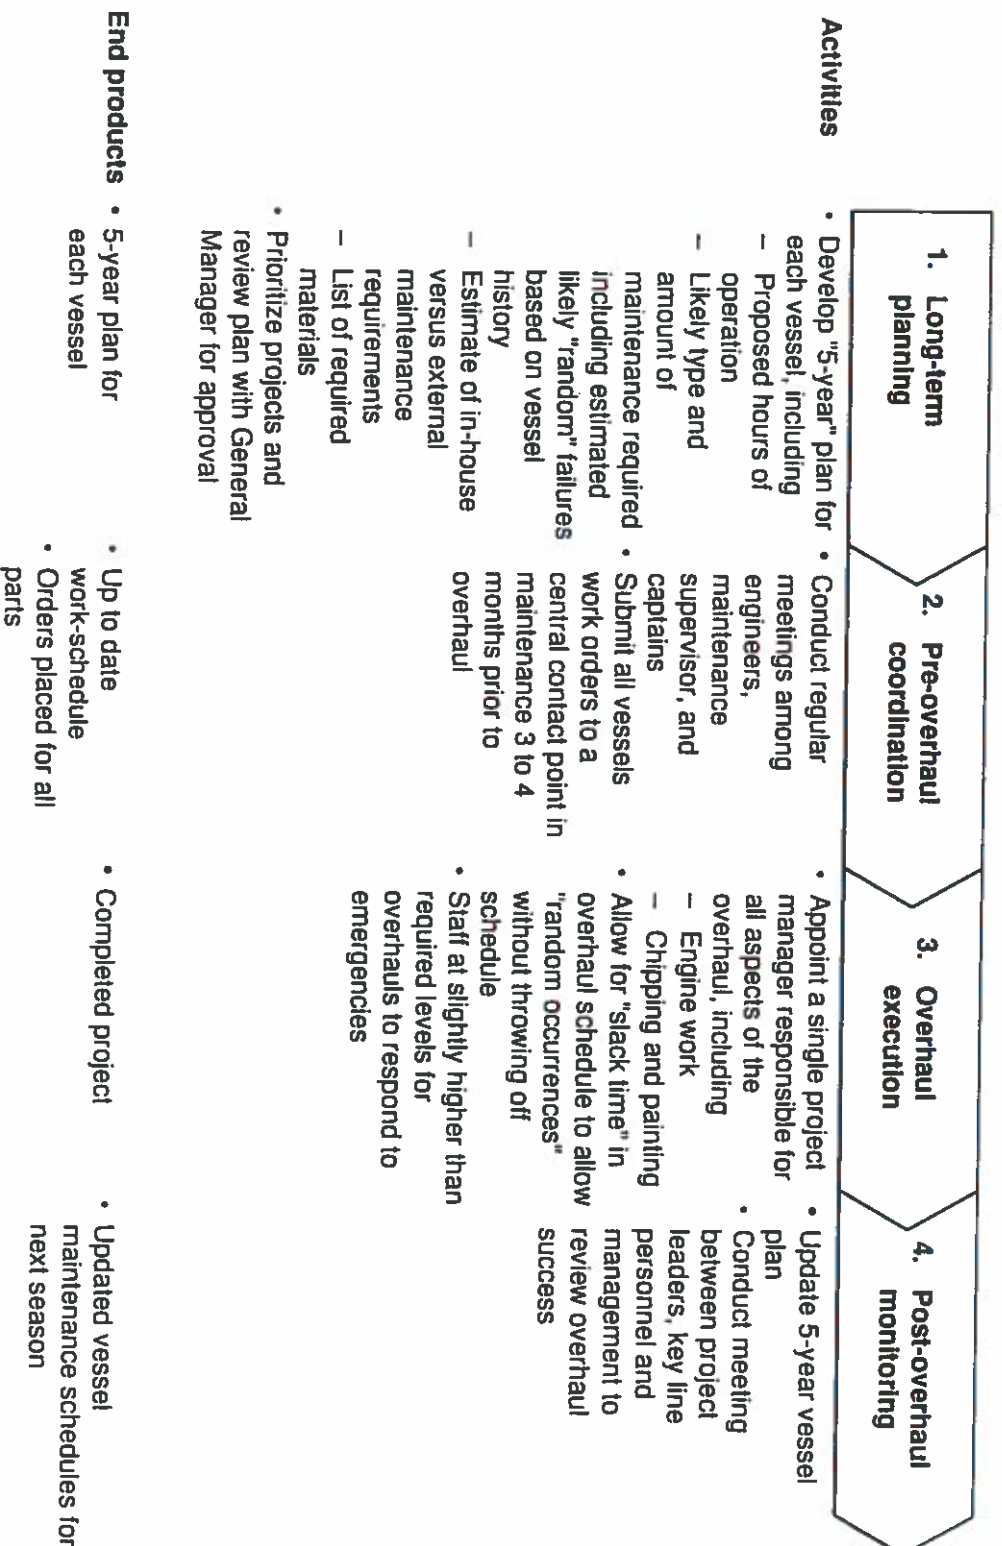 1. Long-term
planning
2. Pre-overhaul
coordination
3. Overhaul
execution
4. Post-overhaul
monitoring
Activities
• Develop "5-year" plan for
each vessel, including
– Proposed hours of
operation
– Likely type and
amount of
maintenance required
including estimated
likely "random" failures
based on vessel
history
– Estimate of in-house
versus external
maintenance
requirements
– List of required
materials
• Prioritize projects and
review plan with General
Manager for approval
• Conduct regular
meetings among
engineers,
maintenance
supervisor, and
captains
• Submit all vessels
work orders to a
central contact point in
maintenance 3 to 4
months prior to
overhaul
• Appoint a single project
manager responsible for
all aspects of the
overhaul, including
– Engine work
– Chipping and painting
• Allow for "slack time" in
overhaul schedule to allow
"random occurrences"
without throwing off
schedule
• Staff at slightly higher than
required levels for
overhauls to respond to
emergencies
• Update 5-year vessel
plan
• Conduct meeting
between project
leaders, key line
personnel and
management to
review overhaul
success
End products
• 5-year plan for
each vessel
• Up to date
work-schedule
• Orders placed for all
parts
• Completed project
• Updated vessel
maintenance schedules for
next season